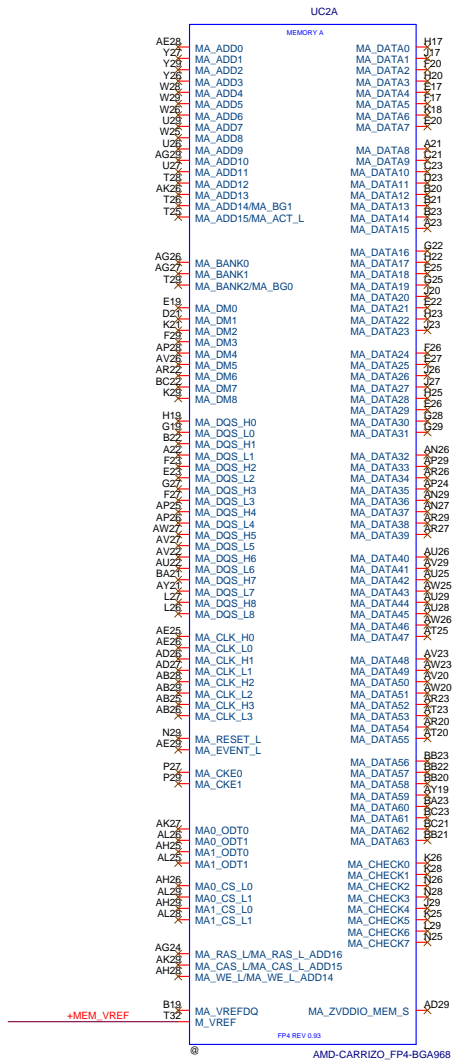 UC2A
MEMORY A
AE28 MA_ADD0
Y27 MA_ADD1
Y29 MA_ADD2
Y26 MA_ADD3
W28 MA_ADD4
W29 MA_ADD5
W26 MA_ADD6
U29 MA_ADD7
W25 MA_ADD8
U26 MA_ADD9
AG29 MA_ADD10
U27 MA_ADD11
T28 MA_ADD12
AK26 MA_ADD13
T26 MA_ADD14/MA_BG1
T25 MA_ADD15/MA_ACT_L
AG26 MA_BANK0
AG27 MA_BANK1
T29 MA_BANK2/MA_BG0
E19 MA_DM0
D21 MA_DM1
K21 MA_DM2
F29 MA_DM3
AP28 MA_DM4
AV26 MA_DM5
AR22 MA_DM6
BC22 MA_DM7
K29 MA_DM8
H19 MA_DQS_H0
G19 MA_DQS_L0
B22 MA_DQS_H1
A22 MA_DQS_L1
F23 MA_DQS_H2
E23 MA_DQS_L2
G27 MA_DQS_H3
F27 MA_DQS_L3
AP25 MA_DQS_H4
AP26 MA_DQS_L4
AW27 MA_DQS_H5
AV27 MA_DQS_L5
AV22 MA_DQS_H6
AU22 MA_DQS_L6
BA21 MA_DQS_H7
AY21 MA_DQS_L7
L27 MA_DQS_H8
L26 MA_DQS_L8
AE25 MA_CLK_H0
AE26 MA_CLK_L0
AD26 MA_CLK_H1
AD27 MA_CLK_L1
AB28 MA_CLK_H2
AB29 MA_CLK_L2
AB25 MA_CLK_H3
AB26 MA_CLK_L3
N29 MA_RESET_L
AE29 MA_EVENT_L
P27 MA_CKE0
P29 MA_CKE1
AK27 MA0_ODT0
AL26 MA0_ODT1
AH25 MA1_ODT0
AL25 MA1_ODT1
AH26 MA0_CS_L0
AL29 MA0_CS_L1
AH29 MA1_CS_L0
AL28 MA1_CS_L1
AG24 MA_RAS_L/MA_RAS_L_ADD16
AK29 MA_CAS_L/MA_CAS_L_ADD15
AH28 MA_WE_L/MA_WE_L_ADD14
B19 MA_VREFDQ
+MEM_VREF T32 M_VREF
MA_DATA0 H17
MA_DATA1 J17
MA_DATA2 F20
MA_DATA3 H20
MA_DATA4 E17
MA_DATA5 F17
MA_DATA6 K18
MA_DATA7 E20
MA_DATA8 A21
MA_DATA9 C21
MA_DATA10 C23
MA_DATA11 D23
MA_DATA12 B20
MA_DATA13 B21
MA_DATA14 B23
MA_DATA15 A23
MA_DATA16 G22
MA_DATA17 H22
MA_DATA18 E25
MA_DATA19 G25
MA_DATA20 J20
MA_DATA21 E22
MA_DATA22 H23
MA_DATA23 J23
MA_DATA24 F26
MA_DATA25 E27
MA_DATA26 J26
MA_DATA27 J27
MA_DATA28 H25
MA_DATA29 E26
MA_DATA30 G28
MA_DATA31 G29
MA_DATA32 AN26
MA_DATA33 AP29
MA_DATA34 AR26
MA_DATA35 AP24
MA_DATA36 AN29
MA_DATA37 AN27
MA_DATA38 AR29
MA_DATA39 AR27
MA_DATA40 AU26
MA_DATA41 AV29
MA_DATA42 AU25
MA_DATA43 AW25
MA_DATA44 AU29
MA_DATA45 AU28
MA_DATA46 AW26
MA_DATA47 AT25
MA_DATA48 AV23
MA_DATA49 AW23
MA_DATA50 AV20
MA_DATA51 AW20
MA_DATA52 AR23
MA_DATA53 AT23
MA_DATA54 AR20
MA_DATA55 AT20
MA_DATA56 BB23
MA_DATA57 BB22
MA_DATA58 BB20
MA_DATA59 AY19
MA_DATA60 BA23
MA_DATA61 BC23
MA_DATA62 BC21
MA_DATA63 BB21
MA_CHECK0 K26
MA_CHECK1 K28
MA_CHECK2 N26
MA_CHECK3 N28
MA_CHECK4 J29
MA_CHECK5 K25
MA_CHECK6 L29
MA_CHECK7 N25
MA_ZVDDIO_MEM_S AD29
FP4 REV 0.93
@
AMD-CARRIZO_FP4-BGA968